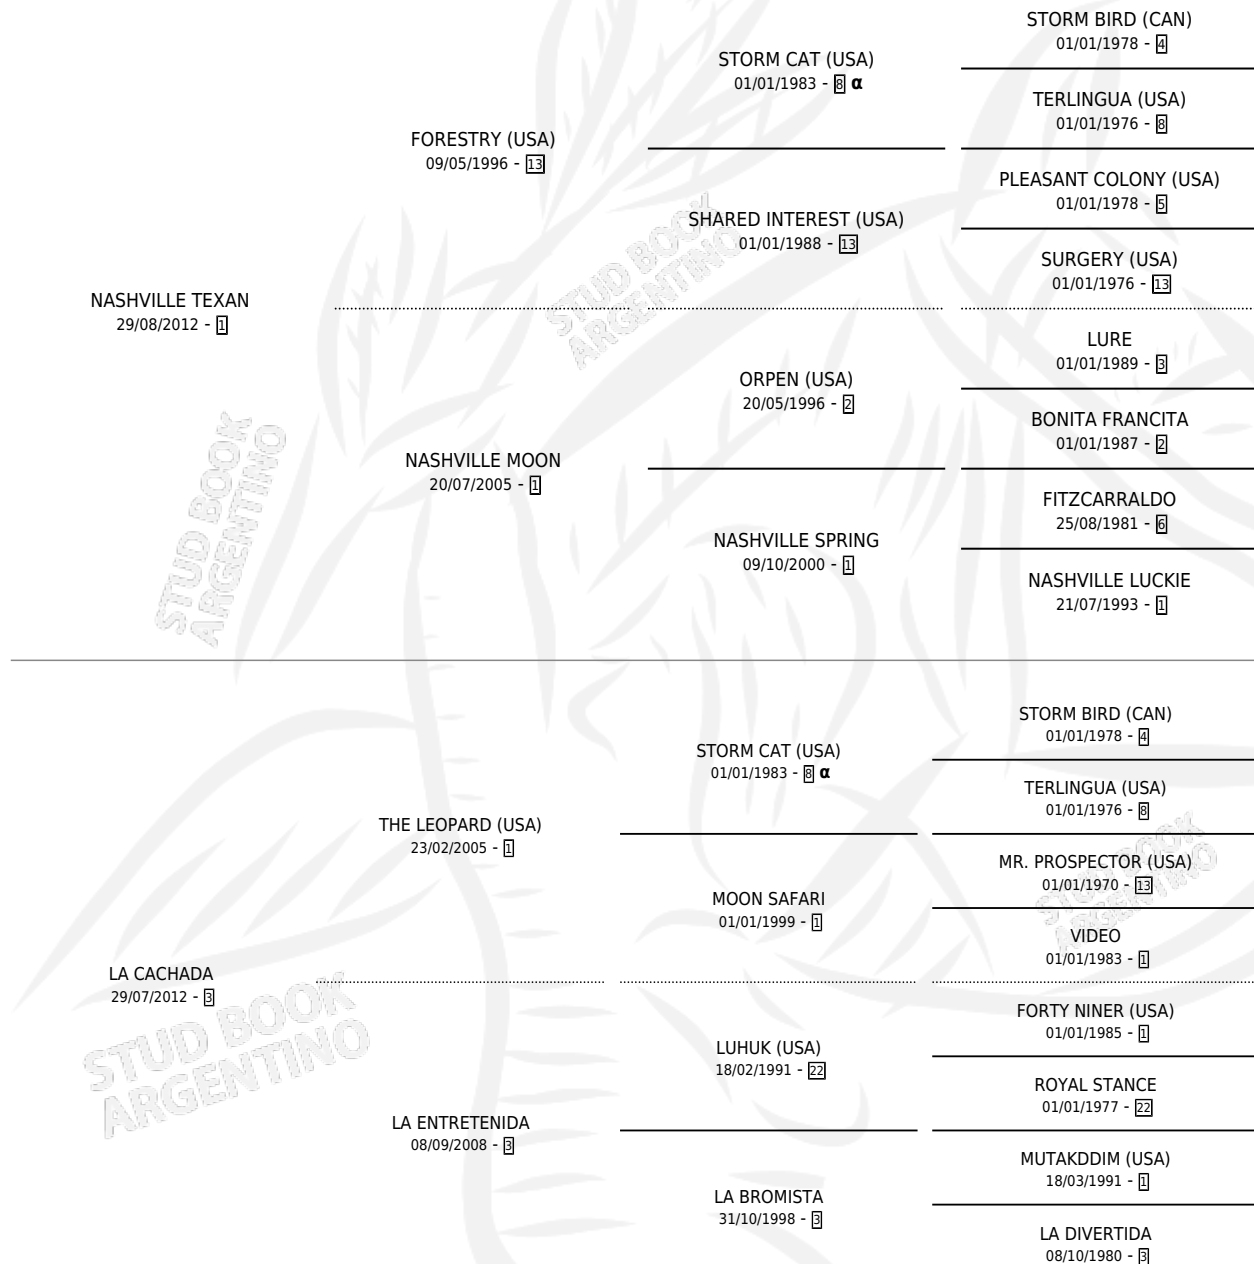 STORM BIRD (CAN)
01/01/1978 - 4
STORM CAT (USA)
01/01/1983 - 8 α
TERLINGUA (USA)
01/01/1976 - 8
FORESTRY (USA)
09/05/1996 - 13
PLEASANT COLONY (USA)
01/01/1978 - 5
SHARED INTEREST (USA)
01/01/1988 - 13
SURGERY (USA)
01/01/1976 - 13
NASHVILLE TEXAN
29/08/2012 - 1
LURE
01/01/1989 - 3
ORPEN (USA)
20/05/1996 - 2
BONITA FRANCITA
01/01/1987 - 2
NASHVILLE MOON
20/07/2005 - 1
FITZCARRALDO
25/08/1981 - 6
NASHVILLE SPRING
09/10/2000 - 1
NASHVILLE LUCKIE
21/07/1993 - 1
STUD BOOK
ARGENTINO
STUD BOOK
ARGENTINO
STORM BIRD (CAN)
01/01/1978 - 4
STORM CAT (USA)
01/01/1983 - 8 α
TERLINGUA (USA)
01/01/1976 - 8
THE LEOPARD (USA)
23/02/2005 - 1
MR. PROSPECTOR (USA)
01/01/1970 - 13
MOON SAFARI
01/01/1999 - 1
VIDEO
01/01/1983 - 1
LA CACHADA
29/07/2012 - 3
FORTY NINER (USA)
01/01/1985 - 1
LUHUK (USA)
18/02/1991 - 22
ROYAL STANCE
01/01/1977 - 22
LA ENTRETENIDA
08/09/2008 - 3
MUTAKDDIM (USA)
18/03/1991 - 1
LA BROMISTA
31/10/1998 - 3
LA DIVERTIDA
08/10/1980 - 3
STUD BOOK
ARGENTINO
STUD BOOK
ARGENTINO